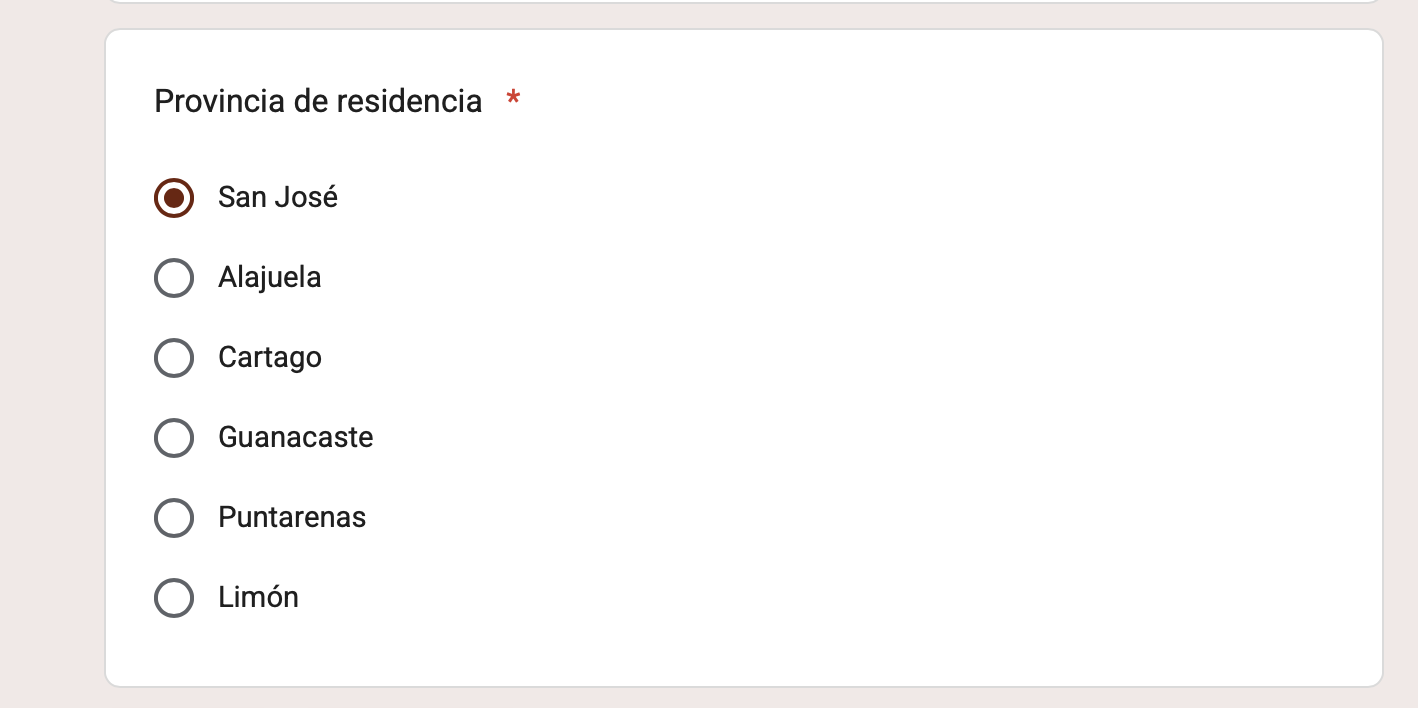 Provincia de residencia *
San José
Alajuela
Cartago
Guanacaste
Puntarenas
Limón